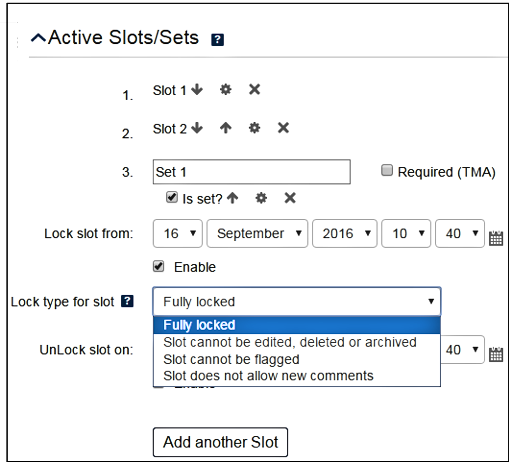 Active Slots/Sets ?
1. Slot 1
2. Slot 2
3. Set 1 Required (TMA)
Is set?
Lock slot from: 16 September 2016 10 40
Enable
Lock type for slot ? Fully locked
Fully locked
Slot cannot be edited, deleted or archived
UnLock slot on: 40
Slot cannot be flagged
Slot does not allow new comments
Add another Slot